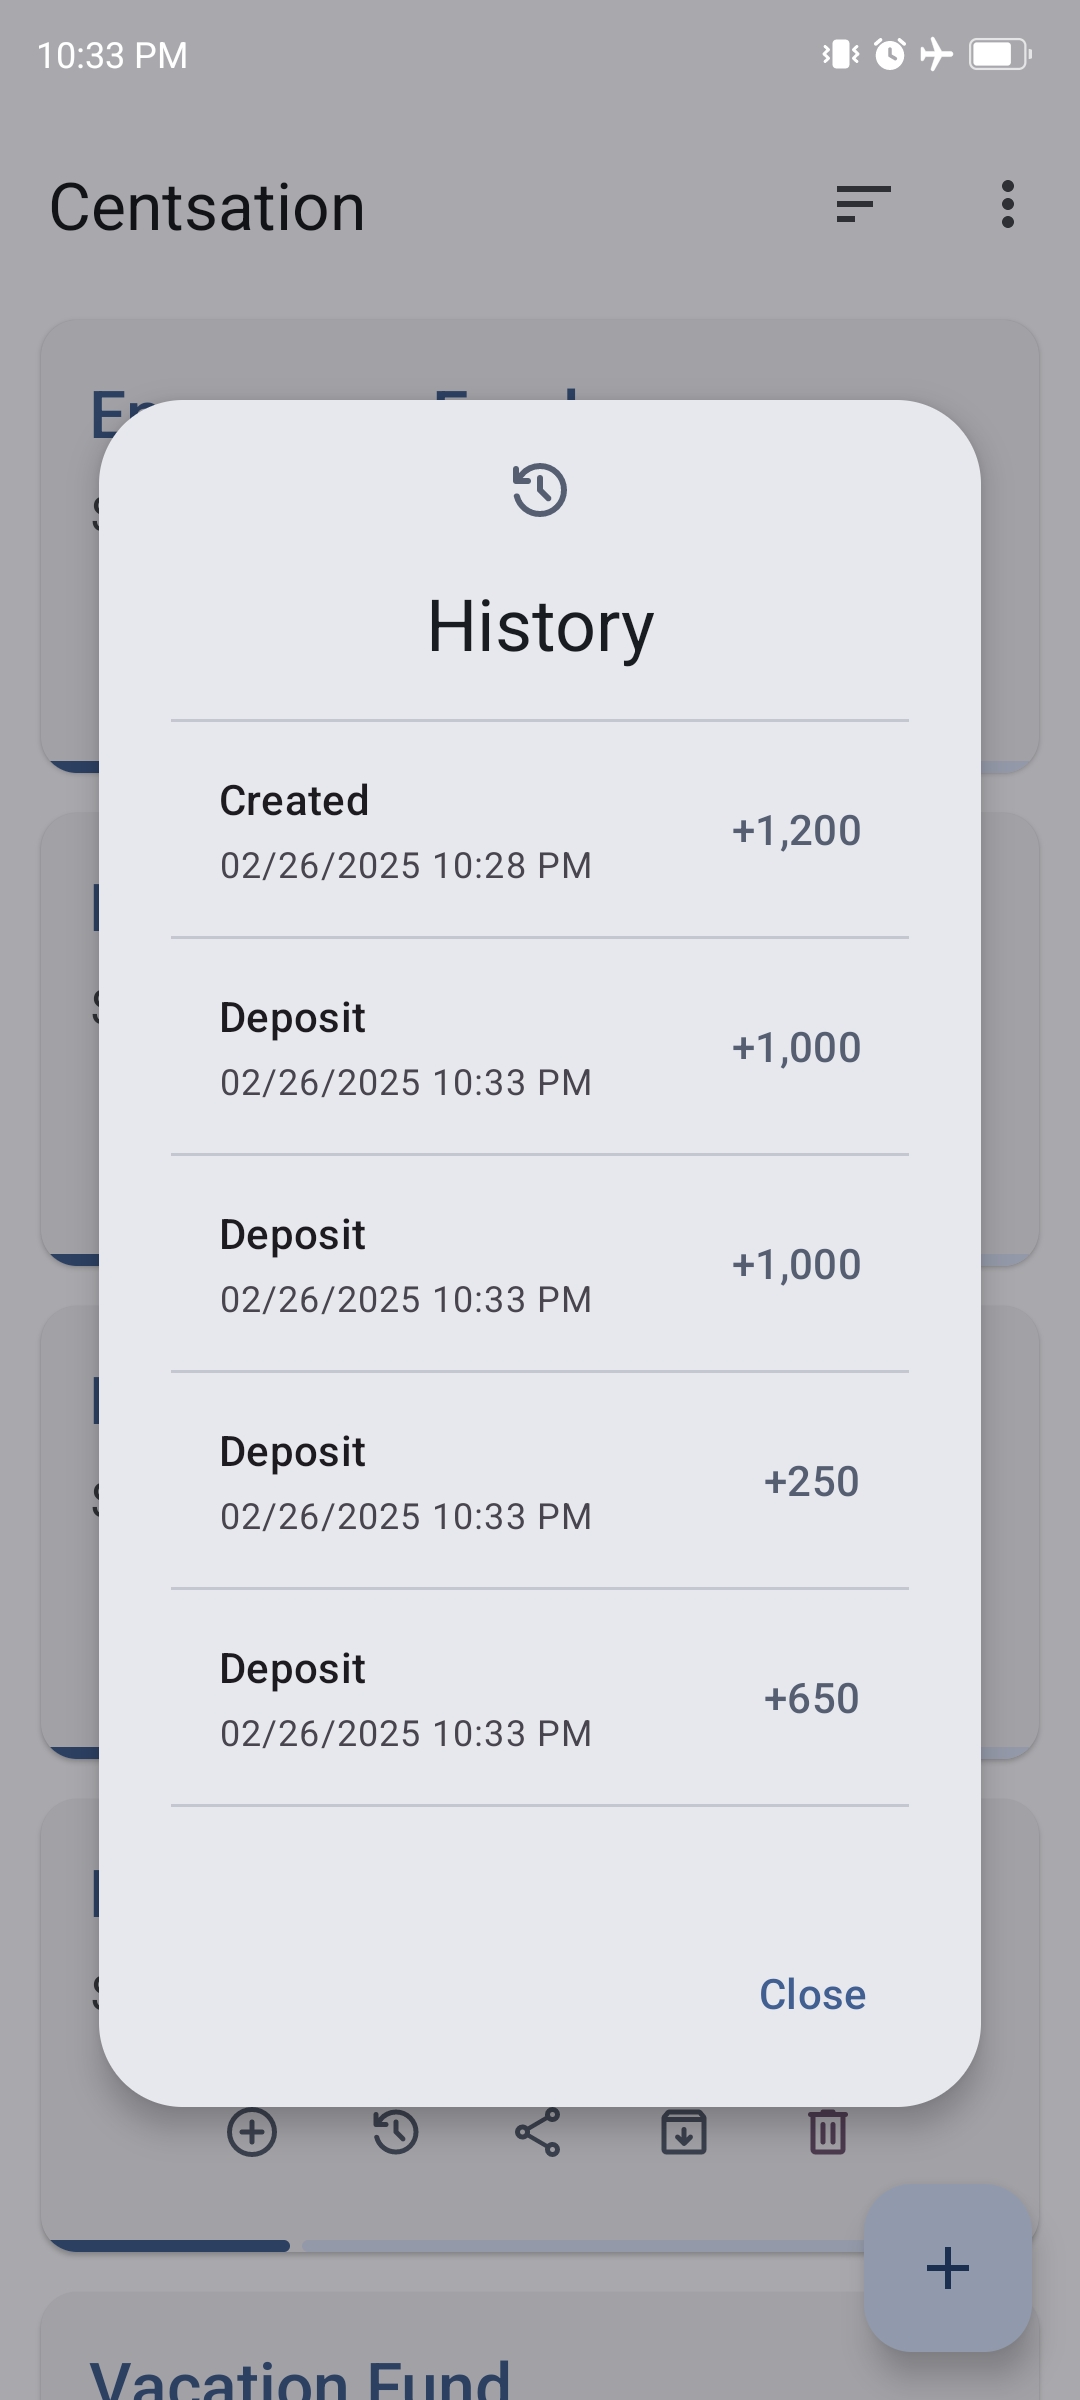 10:33 PM
Centsation
History
Created
+1,200
02/26/2025 10:28 PM
Deposit
+1,000
02/26/2025 10:33 PM
Deposit
+1,000
02/26/2025 10:33 PM
Deposit
+250
02/26/2025 10:33 PM
Deposit
+650
02/26/2025 10:33 PM
Close
Vacation Fund